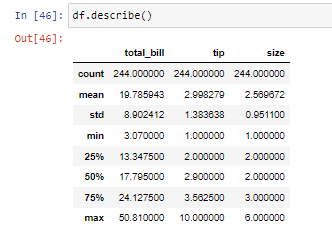 In [46]: df.describe()
Out[46]:
total_bill tip size
count 244.000000 244.000000 244.000000
mean 19.785943 2.998279 2.569672
std 8.902412 1.383638 0.951100
min 3.070000 1.000000 1.000000
25% 13.347500 2.000000 2.000000
50% 17.795000 2.900000 2.000000
75% 24.127500 3.562500 3.000000
max 50.810000 10.000000 6.000000